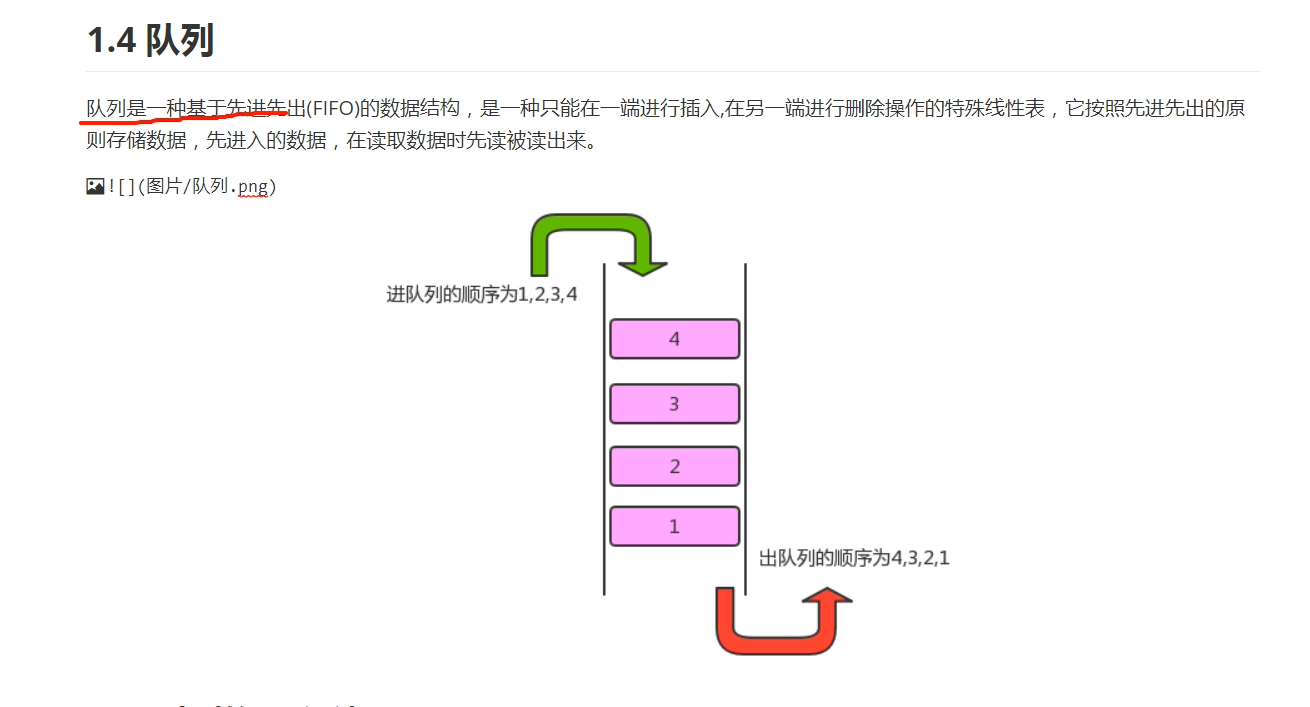 1.4 队列
队列是一种基于先进先出(FIFO)的数据结构，是一种只能在一端进行插入,在另一端进行删除操作的特殊线性表，它按照先进先出的原
则存储数据，先进入的数据，在读取数据时先读被读出来。
![](图片/队列.png)
进队列的顺序为1,2,3,4
4
3
2
1
出队列的顺序为4,3,2,1